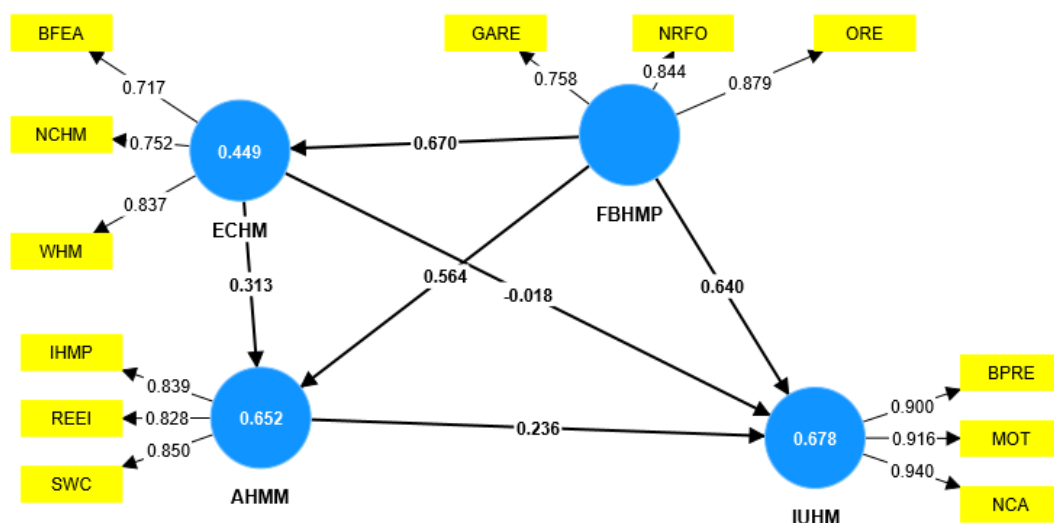 BFEA
GARE
NRFO
ORE
0.717
0.758
0.844
0.879
NCHM
0.752
0.449
0.670
0.837
WHM
ECHM
FBHMP
0.313
0.564
-0.018
0.640
IHMP
0.839
REEI
0.828
0.652
SWC
0.850
AHMM
0.236
0.678
IUHM
BPRE
0.900
MOT
0.916
NCA
0.940